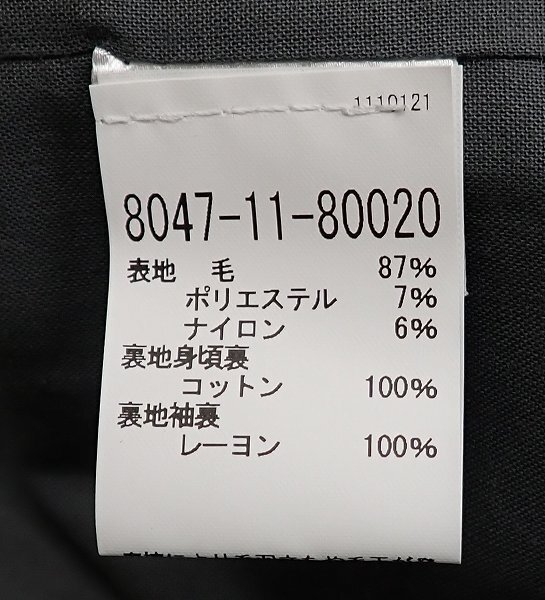 1110121
8047-11-80020
表地 毛 87%
ポリエステル 7%
ナイロン 6%
裏地身頃裏
コットン 100%
裏地袖裏
レーヨン 100%